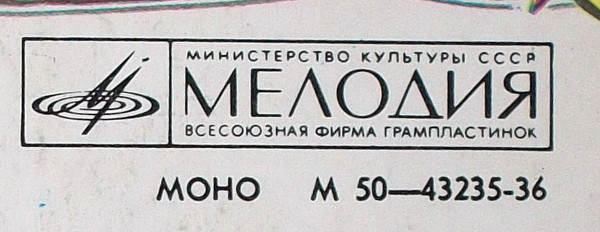 МИНИСТЕРСТВО КУЛЬТУРЫ СССР
МЕЛОДИЯ
ВСЕСОЮЗНАЯ ФИРМА ГРАМПЛАСТИНОК
МОНО М 50—43235-36